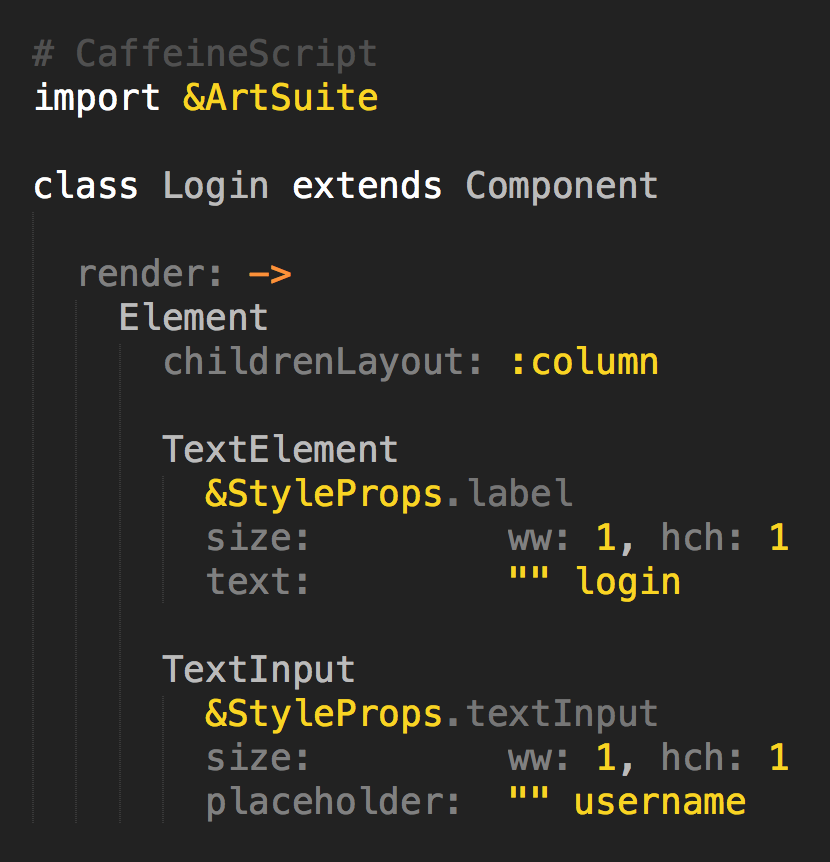 # CaffeineScript
import &ArtSuite
class Login extends Component
render: ->
Element
childrenLayout: :column
TextElement
&StyleProps.label
size: ww: 1, hch: 1
text: "" login
TextInput
&StyleProps.textInput
size: ww: 1, hch: 1
placeholder: "" username